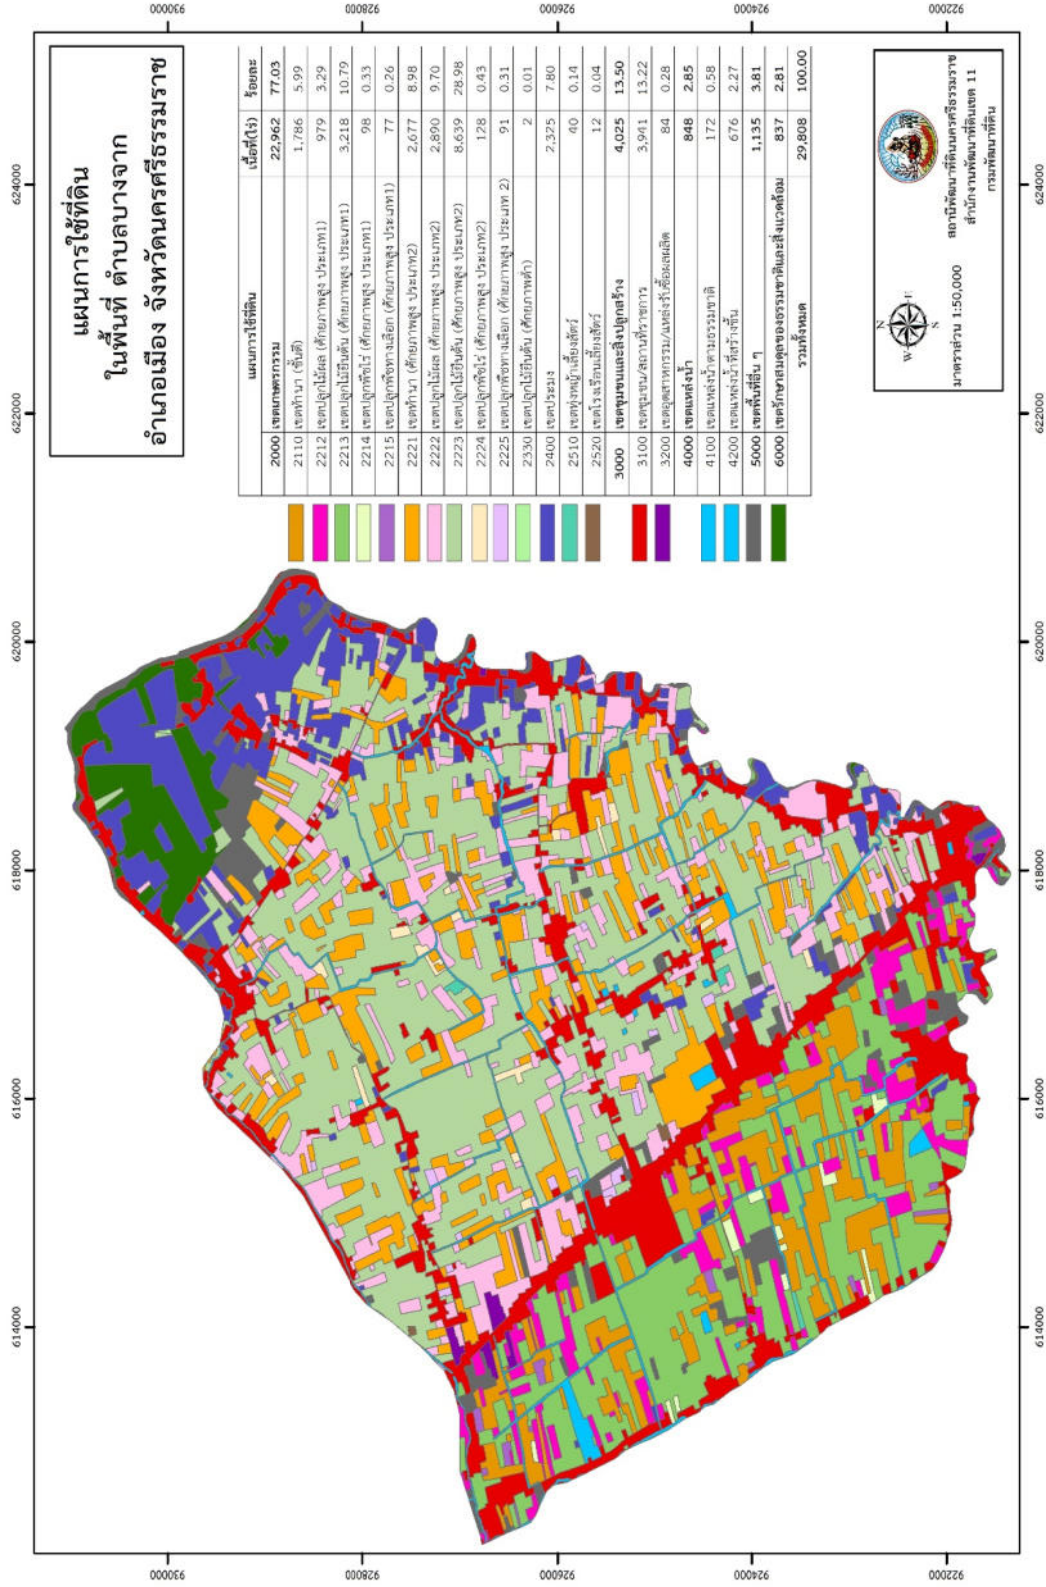 แผนการใช้ที่ดิน
ในพื้นที่ ตำบลบางจาก
อำเภอเมือง จังหวัดนครศรีธรรมราช
แผนการใช้ที่ดิน เนื้อที่(ไร่) ร้อยละ
2000 เขตเกษตรกรรม 22,962 77.03
2110 เขตทำนา (ชั้นดี) 1,786 5.99
2212 เขตปลูกไม้ผล (ศักยภาพสูง ประเภท1) 979 3.29
2213 เขตปลูกไม้ยืนต้น (ศักยภาพสูง ประเภท1) 3,218 10.79
2214 เขตปลูกพืชไร่ (ศักยภาพสูง ประเภท1) 98 0.33
2215 เขตปลูกพืชทางเลือก (ศักยภาพสูง ประเภท1) 77 0.26
2221 เขตทำนา (ศักยภาพสูง ประเภท2) 2,677 8.98
2222 เขตปลูกไม้ผล (ศักยภาพสูง ประเภท2) 2,890 9.70
2223 เขตปลูกไม้ยืนต้น (ศักยภาพสูง ประเภท2) 8,639 28.98
2224 เขตปลูกพืชไร่ (ศักยภาพสูง ประเภท2) 128 0.43
2225 เขตปลูกพืชทางเลือก (ศักยภาพสูง ประเภท 2) 91 0.31
2330 เขตปลูกไม้ยืนต้น (ศักยภาพต่ำ) 2 0.01
2400 เขตประมง 2,325 7.80
2510 เขตทุ่งหญ้าเลี้ยงสัตว์ 40 0.14
2520 เขตโรงเรือนเลี้ยงสัตว์ 12 0.04
3000 เขตชุมชนและสิ่งปลูกสร้าง 4,025 13.50
3100 เขตชุมชน/สถานที่ราชการ 3,941 13.22
3200 เขตอุตสาหกรรม/แหล่งรับซื้อผลผลิต 84 0.28
4000 เขตแหล่งน้ำ 848 2.85
4100 เขตแหล่งน้ำตามธรรมชาติ 172 0.58
4200 เขตแหล่งน้ำที่สร้างขึ้น 676 2.27
5000 เขตพื้นที่อื่น ๆ 1,135 3.81
6000 เขตรักษาสมดุลของธรรมชาติและสิ่งแวดล้อม 837 2.81
รวมทั้งหมด 29,808 100.00
N
W E
S
มาตราส่วน 1:50,000
สถานีพัฒนาที่ดินนครศรีธรรมราช
สำนักงานพัฒนาที่ดินเขต 11
กรมพัฒนาที่ดิน
614000 616000 618000 620000 622000 624000
614000 616000 618000 620000 622000 624000
930000 928000 926000 924000 922000
930000 928000 926000 924000 922000